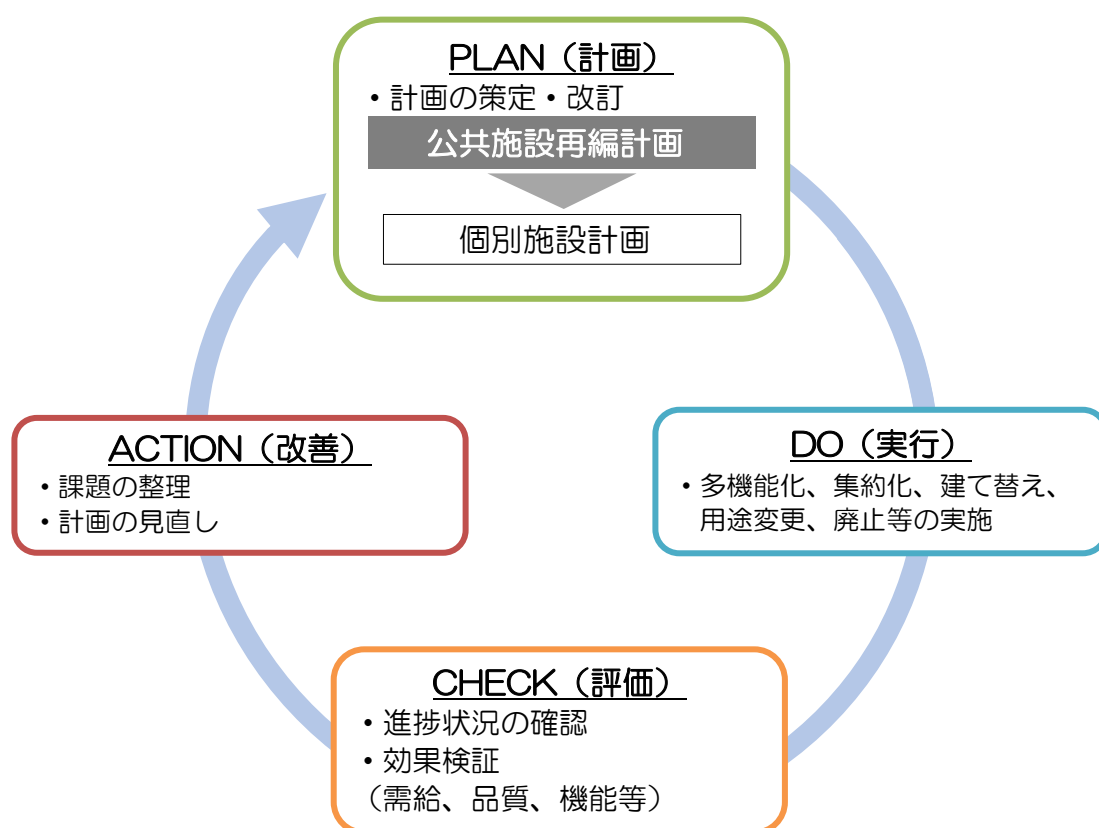 PLAN（計画）
・計画の策定・改訂
公共施設再編計画
個別施設計画
DO（実行）
・多機能化、集約化、建て替え、
用途変更、廃止等の実施
CHECK（評価）
・進捗状況の確認
・効果検証
（需給、品質、機能等）
ACTION（改善）
・課題の整理
・計画の見直し